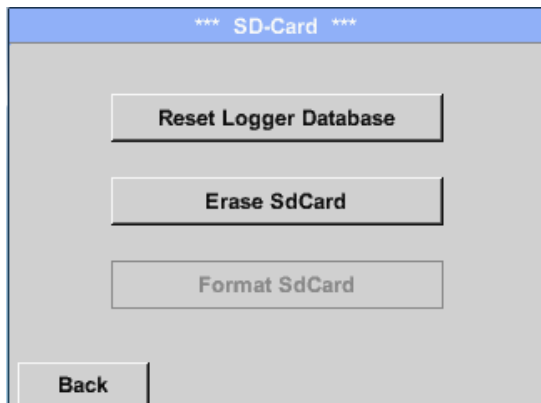 *** SD-Card ***
Reset Logger Database
Erase SdCard
Format SdCard
Back